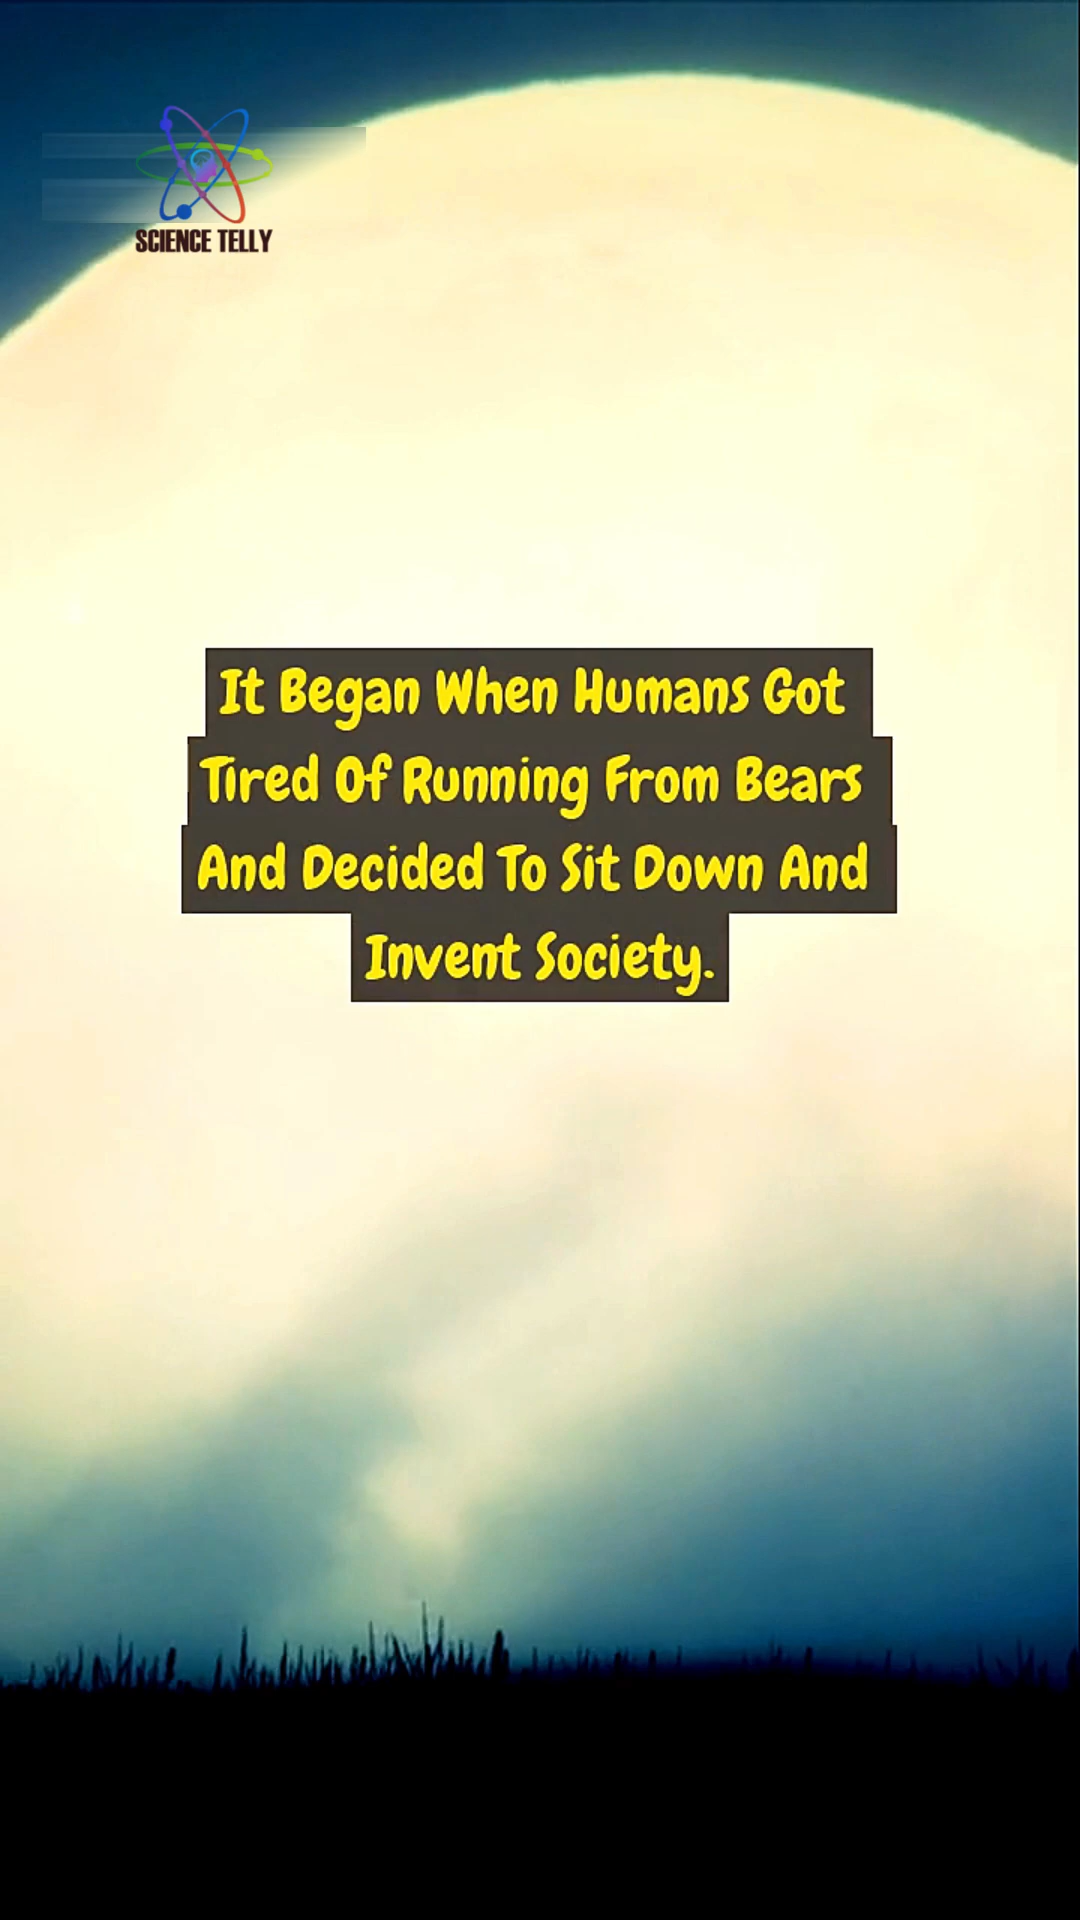 SCIENCE TELLY
It Began When Humans Got
Tired Of Running From Bears
And Decided To Sit Down And
Invent Society.